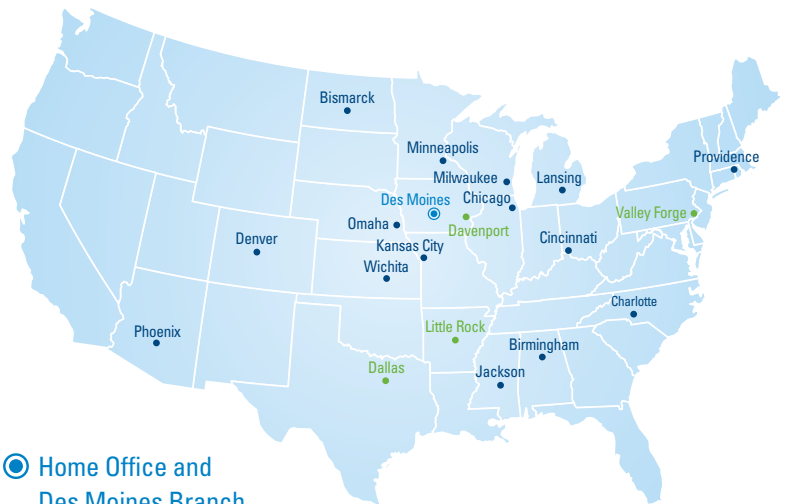 Bismarck
Minneapolis
Providence
Milwaukee
Lansing
Des Moines
Chicago
Valley Forge
Omaha
Davenport
Denver
Kansas City
Cincinnati
Wichita
Charlotte
Phoenix
Little Rock
Birmingham
Dallas
Jackson
Home Office and
Des Moines Branch